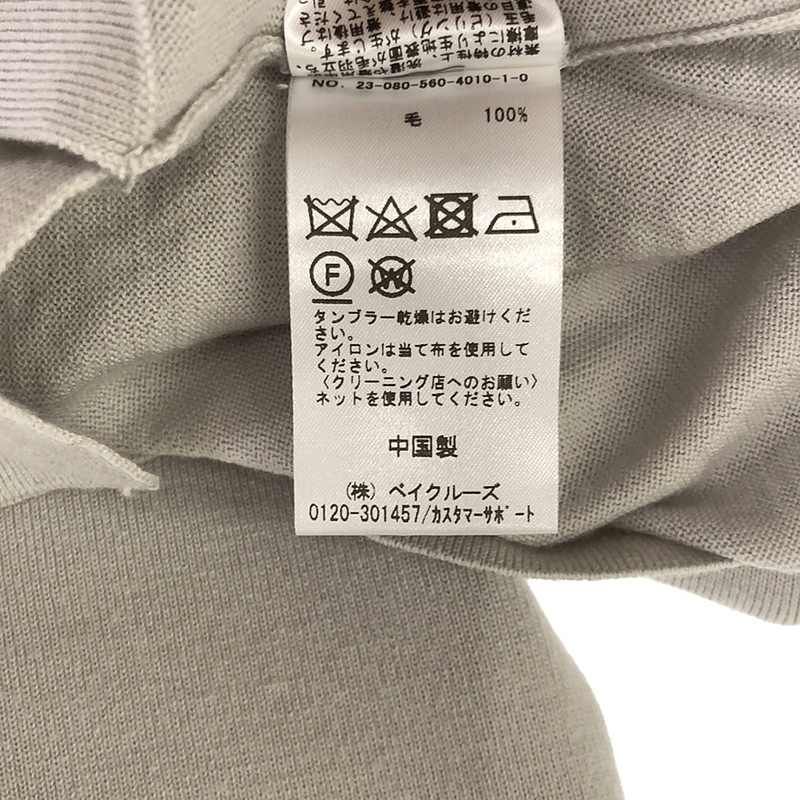 NO. 23-080-560-4010-1-0
毛 100%
F
W
タンブラー乾燥はお避けくだ
さい。
アイロンは当て布を使用して
ください。
〈クリーニング店へのお願い〉
ネットを使用してください。
中国製
(株) ベイクルーズ
0120-301457/カスタマーサポート